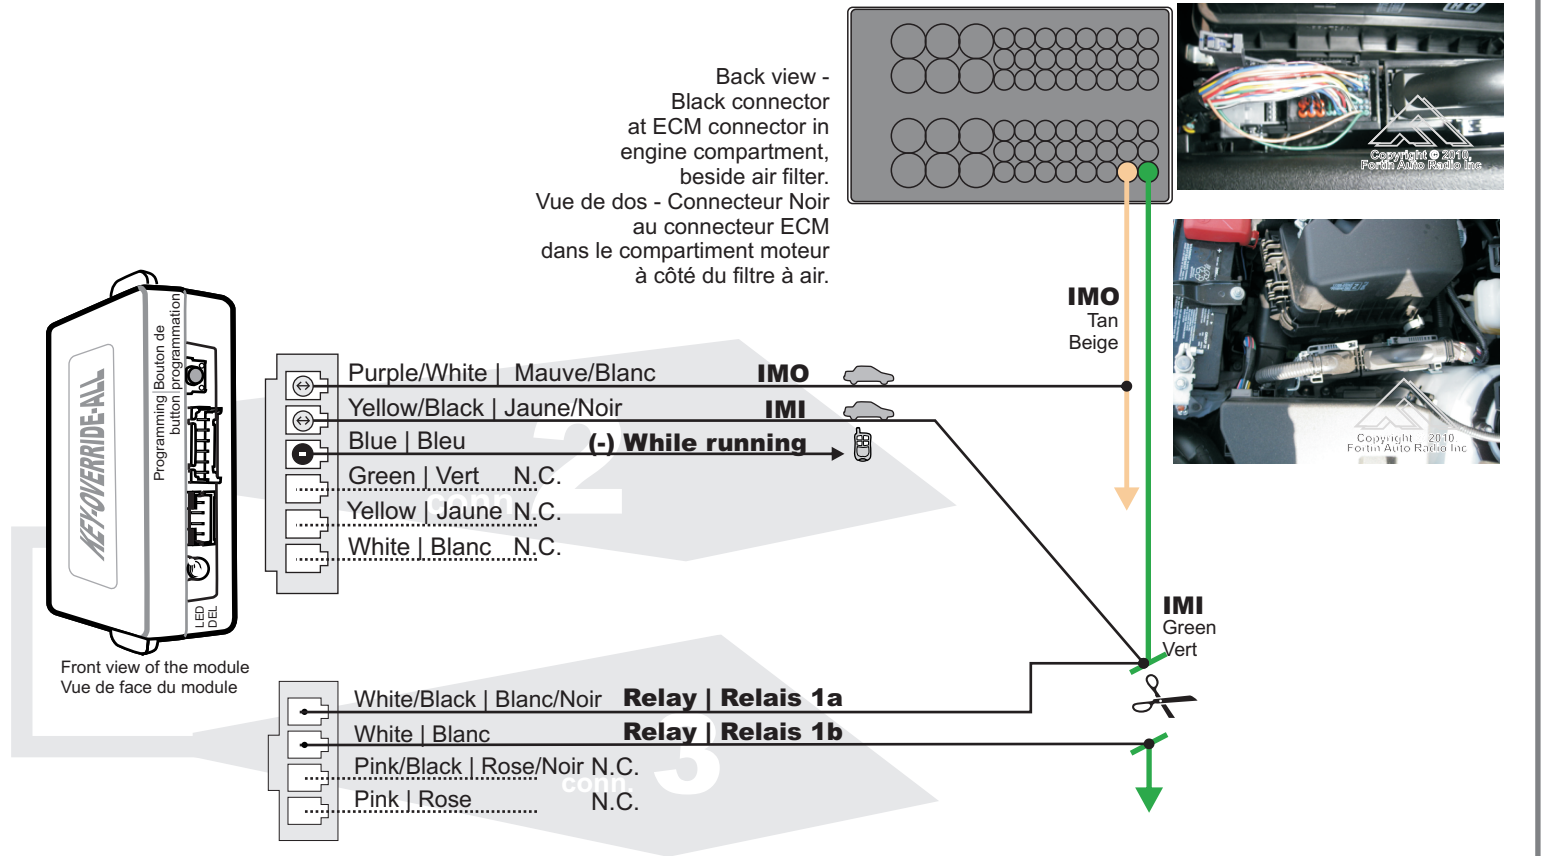 Back view -
Black connector
at ECM connector in
engine compartment,
beside air filter.
Vue de dos - Connecteur Noir
au connecteur ECM
dans le compartiment moteur
à côté du filtre à air.
Copyright © 2010,
Fortin Auto Radio Inc
Copyright 2010.
Fortin Auto Radio Inc
IMO
Tan
Beige
KEY-OVERRIDE-ALL
Programming | Bouton de
button | programmation
LED
DEL
Front view of the module
Vue de face du module
Purple/White | Mauve/Blanc IMO
Yellow/Black | Jaune/Noir IMI
Blue | Bleu (-) While running
Green | Vert N.C.
Yellow | Jaune N.C.
White | Blanc N.C.
conn. 2
IMI
Green
Vert
White/Black | Blanc/Noir Relay | Relais 1a
White | Blanc Relay | Relais 1b
Pink/Black | Rose/Noir N.C.
Pink | Rose N.C.
conn. 3